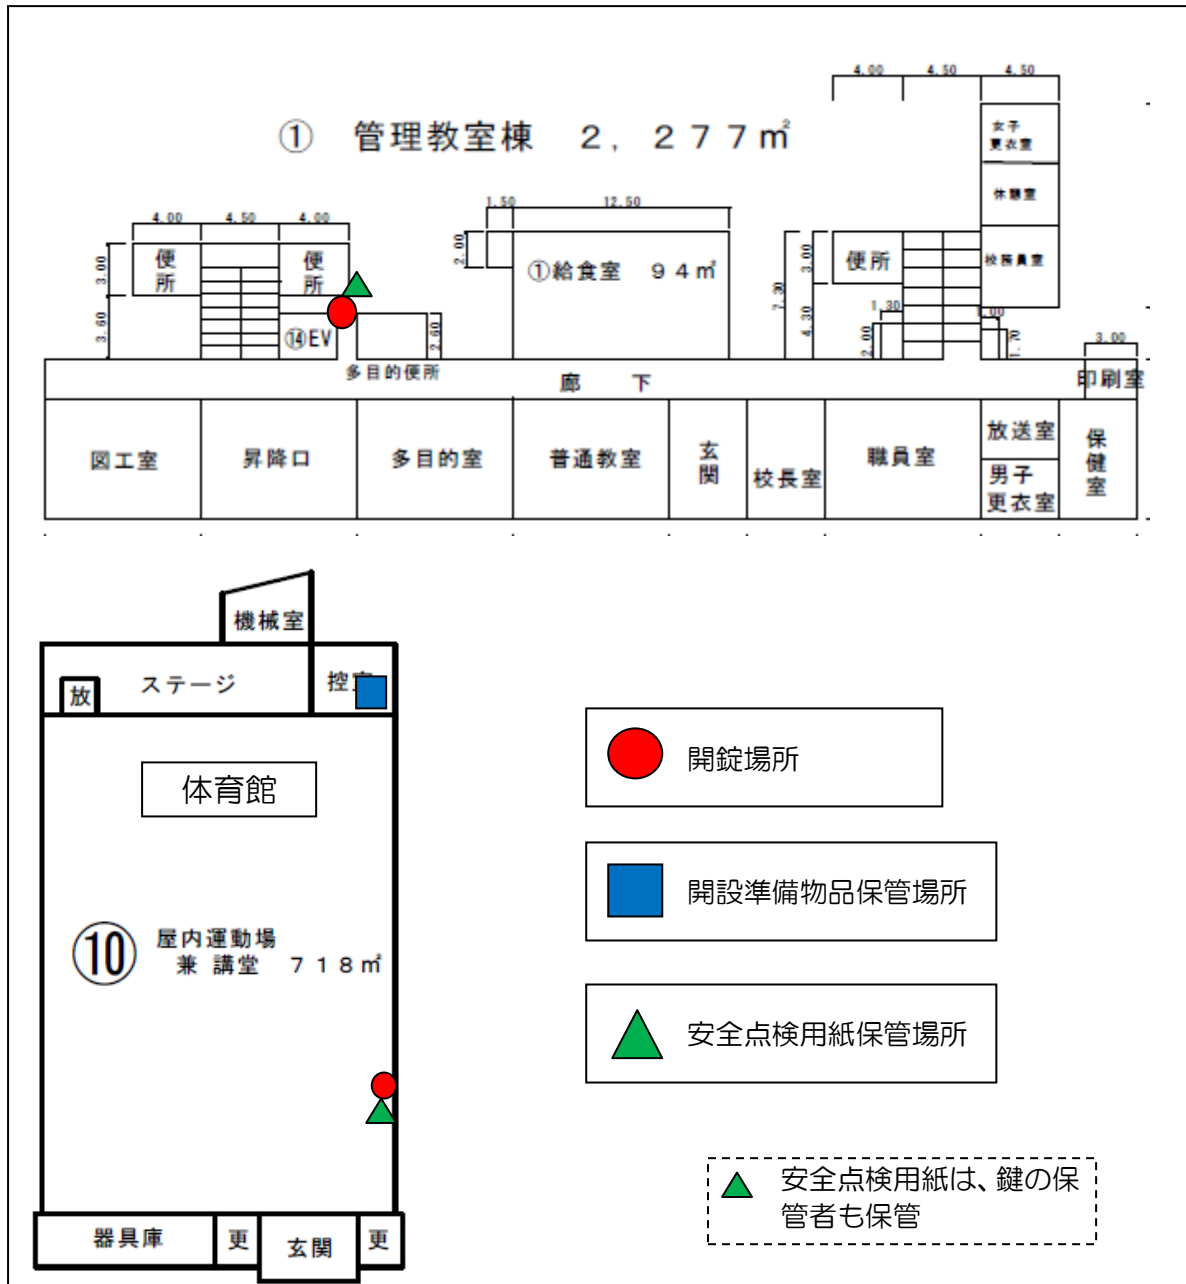 4.00 4.50 4.50
① 管理教室棟 2,277㎡
女子
更衣室
休憩室
校務員室
4.00 4.50 4.00
1.50 12.50
3.00
便所
便所
2.00
①給食室 94㎡
7.30
3.00
便所
3.60
⑭EV
2.60
4.30
1.30
2.00
1.00
1.70
3.00
多目的便所
廊 下
印刷室
図工室
昇降口
多目的室
普通教室
玄関
校長室
職員室
放送室
男子
更衣室
保健室
機械室
放
ステージ
体育館
⑩
屋内運動場
兼 講堂 718㎡
器具庫
更
玄関
更
開錠場所
開設準備物品保管場所
安全点検用紙保管場所
安全点検用紙は、鍵の保
管者も保管